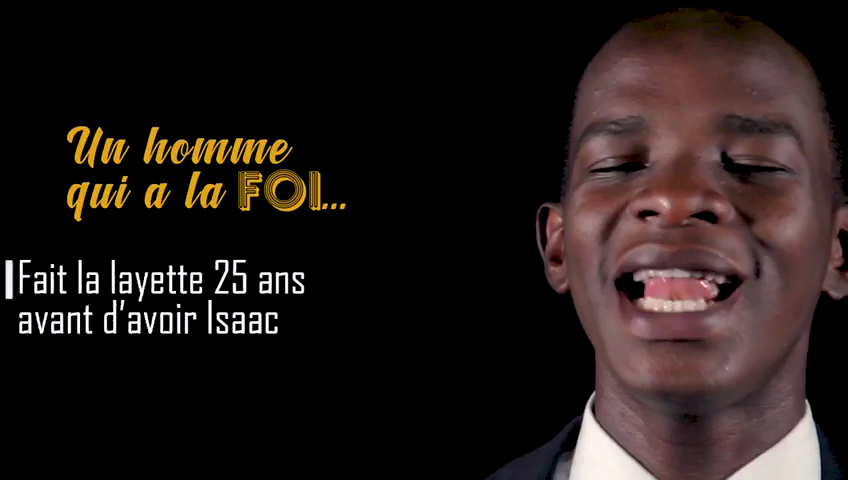 Un homme
qui a la FOI...
Fait la layette 25 ans
avant d'avoir Isaac